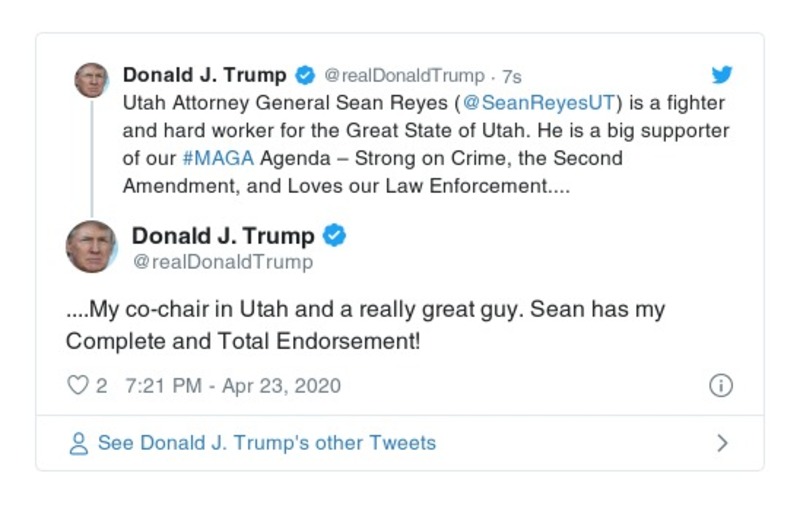 Donald J. Trump @realDonaldTrump · 7s
Utah Attorney General Sean Reyes (@SeanReyesUT) is a fighter
and hard worker for the Great State of Utah. He is a big supporter
of our #MAGA Agenda – Strong on Crime, the Second
Amendment, and Loves our Law Enforcement....
Donald J. Trump
@realDonaldTrump
....My co-chair in Utah and a really great guy. Sean has my
Complete and Total Endorsement!
2 7:21 PM - Apr 23, 2020
See Donald J. Trump's other Tweets